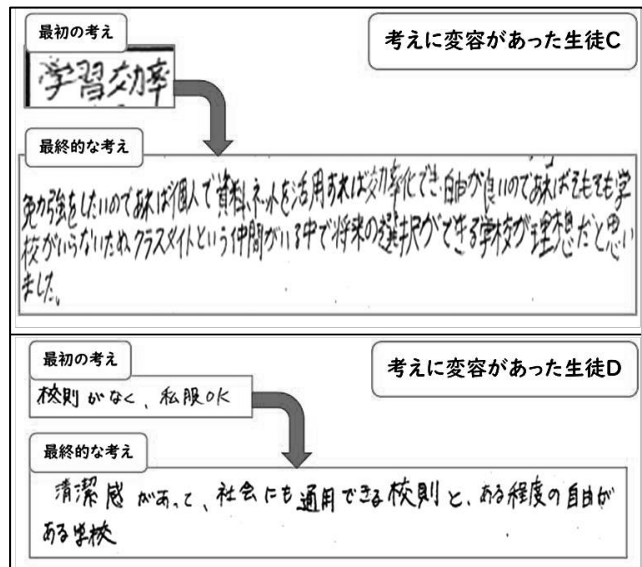 最初の考え
考えに変容があった生徒C
学習効率
最終的な考え
勉強をしたいのであれば個人で資料、ネットを活用すれば効率化でき、自由が良いのであればそもそも学
校がいらないため、クラスメイトという仲間がいる中で将来の選択ができる学校が理想だと思い
ました。
最初の考え
考えに変容があった生徒D
校則がなく、私服OK
最終的な考え
清潔感があって、社会にも通用できる校則と、ある程度の自由が
ある学校